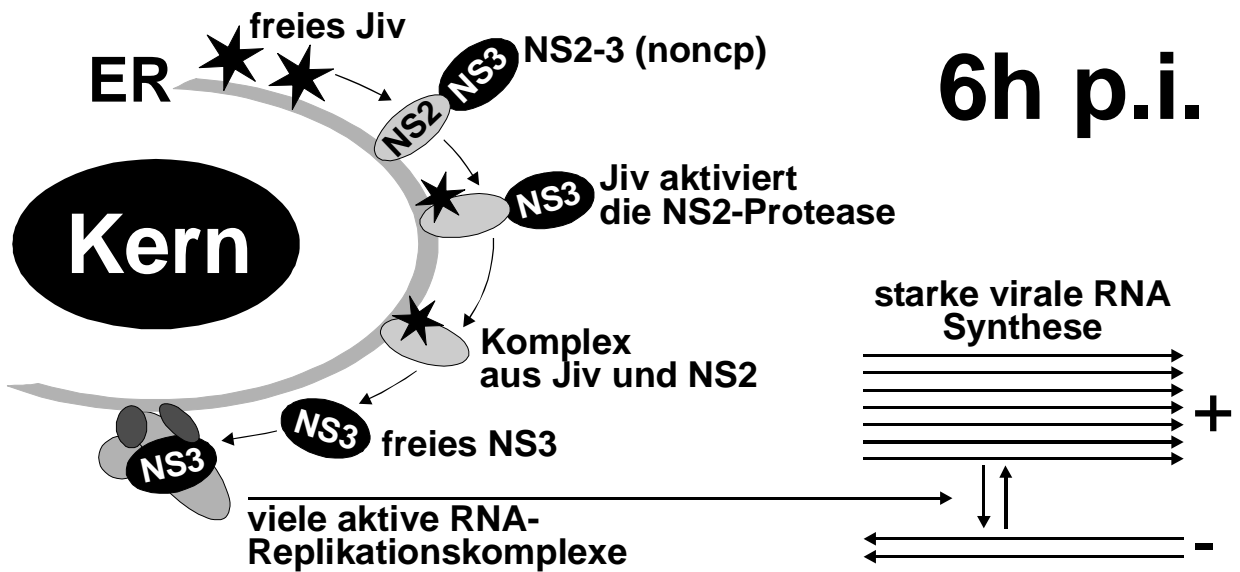 freies Jiv
ER
NS3
NS2-3 (noncp)
NS2
6h p.i.
Jiv aktiviert
die NS2-Protease
NS3
Kern
starke virale RNA
Synthese
Komplex
aus Jiv und NS2
+
NS3
freies NS3
NS3
viele aktive RNA-
Replikationskomplexe
-